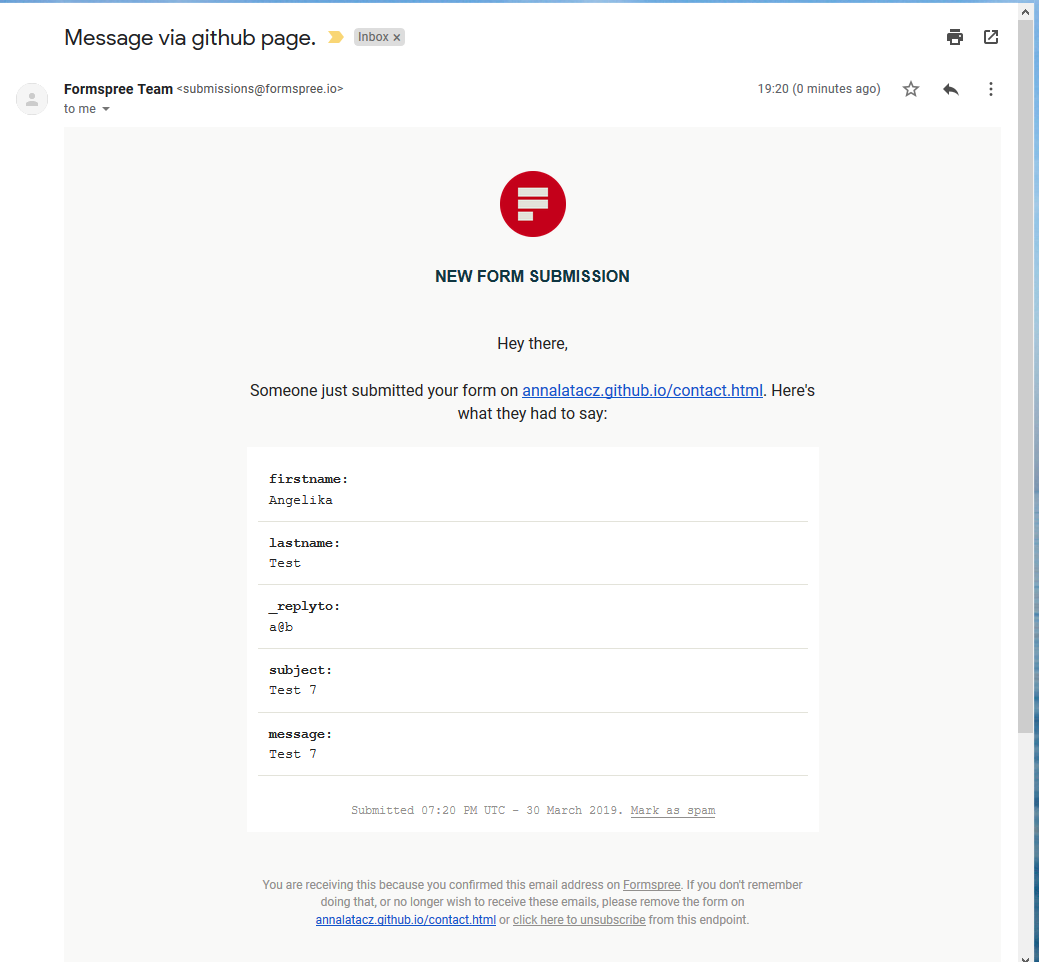 Message via github page.
Inbox x
Formspree Team <submissions@formspree.io>
19:20 (0 minutes ago)
to me
NEW FORM SUBMISSION
Hey there,
Someone just submitted your form on annalatacz.github.io/contact.html. Here's
what they had to say:
firstname:
Angelika
lastname:
Test
_replyto:
a@b
subject:
Test 7
message:
Test 7
Submitted 07:20 PM UTC - 30 March 2019. Mark as spam
You are receiving this because you confirmed this email address on Formspree. If you don't remember
doing that, or no longer wish to receive these emails, please remove the form on
annalatacz.github.io/contact.html or click here to unsubscribe from this endpoint.